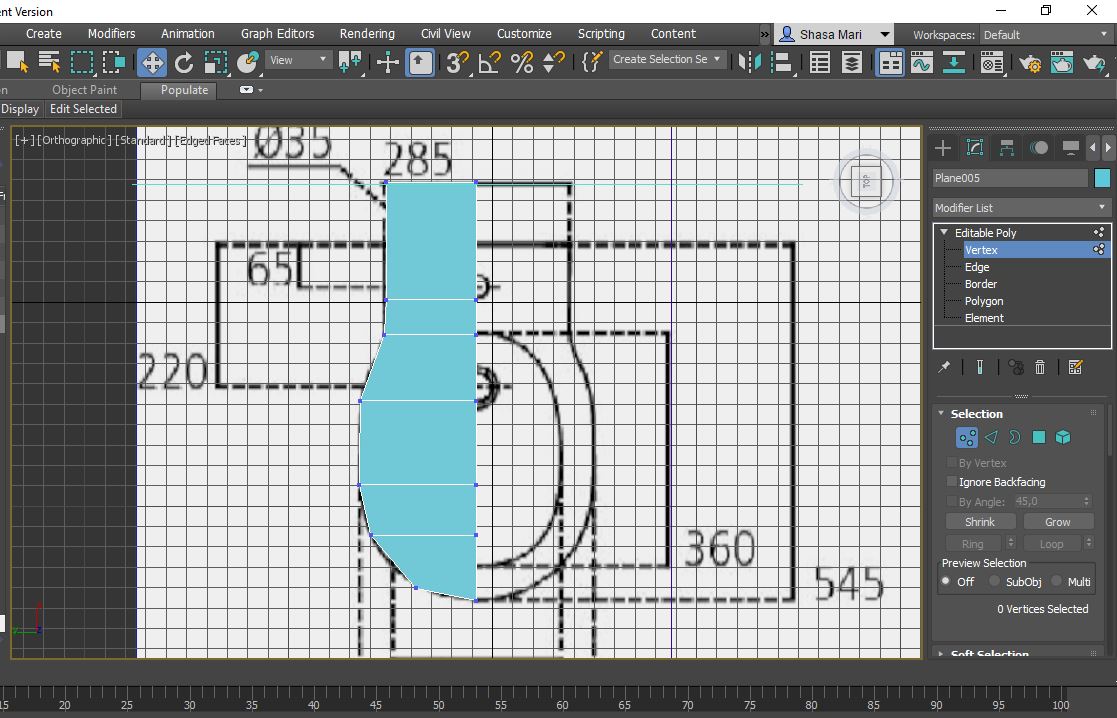 ent Version
Create Modifiers Animation Graph Editors Rendering Civil View Customize Scripting Content » Shasa Mari Workspaces: Default
View 3 Create Selection Se
Object Paint Populate
Display Edit Selected
[+] [Orthographic] [Standard] [Edged Faces]
Ø35
285
TOP
65
220
360
545
Plane005
Modifier List
Editable Poly
Vertex
Edge
Border
Polygon
Element
Selection
By Vertex
Ignore Backfacing
By Angle: 45,0
Shrink Grow
Ring Loop
Preview Selection
Off SubObj Multi
0 Vertices Selected
Soft Selection
15 20 25 30 35 40 45 50 55 60 65 70 75 80 85 90 95 100